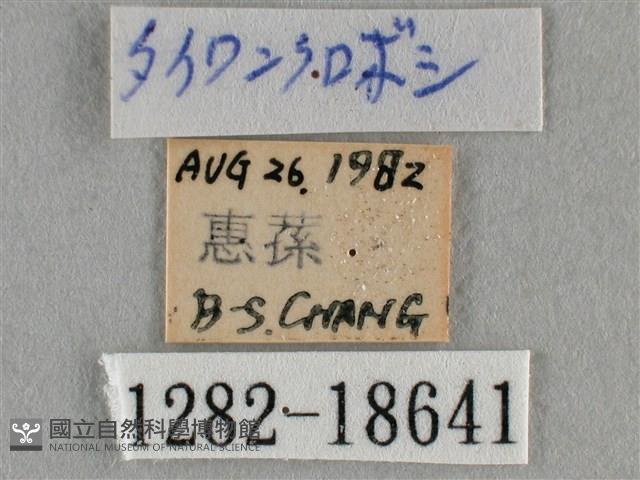 タイワンクロボシ
AUG 26. 1982
惠蓀
B-S. CHANG
1282-18641
國立自然科學博物館
NATIONAL MUSEUM OF NATURAL SCIENCE